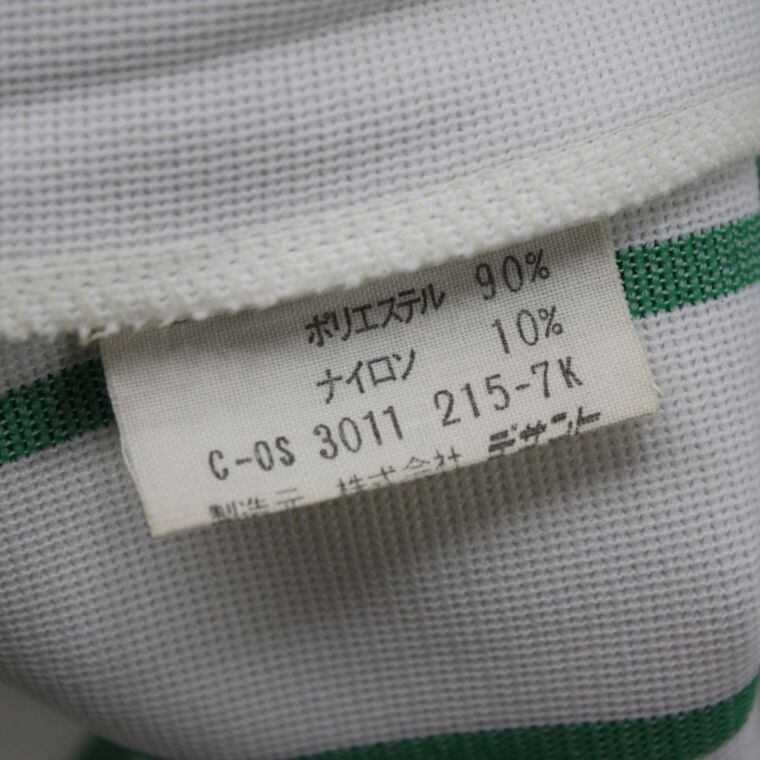 ポリエステル 90%
ナイロン 10%
C-OS 3011 215-7K
製造元 株式会社 デサント